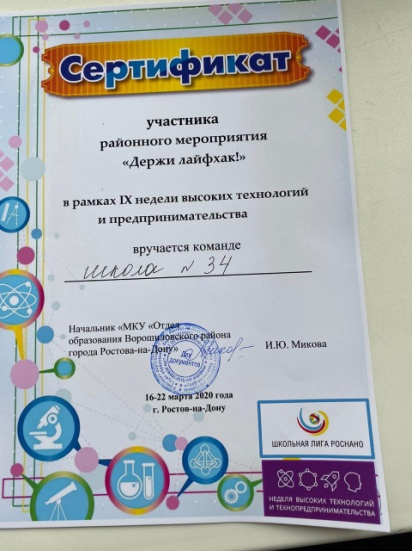 Сертификат
участника
районного мероприятия
«Держи лайфхак!»
в рамках IX недели высоких технологий
и предпринимательства
вручается команде
школа № 34
Начальник «МКУ «Отдел
образования Ворошиловского района
города Ростова-на-Дону»
И.Ю. Микова
Для
документов
16-22 марта 2020 года
г. Ростов-на-Дону
ШКОЛЬНАЯ ЛИГА РОСНАНО
НЕДЕЛЯ ВЫСОКИХ ТЕХНОЛОГИЙ
И ТЕХНОПРЕДПРИНИМАТЕЛЬСТВА